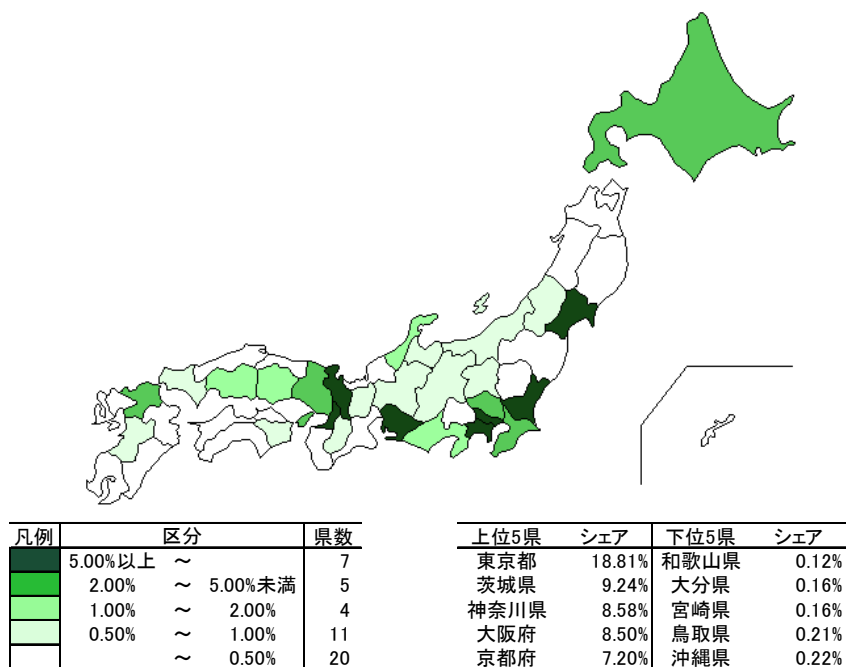 凡例 区分 県数
5.00%以上 ～ 7
2.00% ～ 5.00%未満 5
1.00% ～ 2.00% 4
0.50% ～ 1.00% 11
～ 0.50% 20
上位5県 シェア 下位5県 シェア
東京都 18.81% 和歌山県 0.12%
茨城県 9.24% 大分県 0.16%
神奈川県 8.58% 宮崎県 0.16%
大阪府 8.50% 鳥取県 0.21%
京都府 7.20% 沖縄県 0.22%